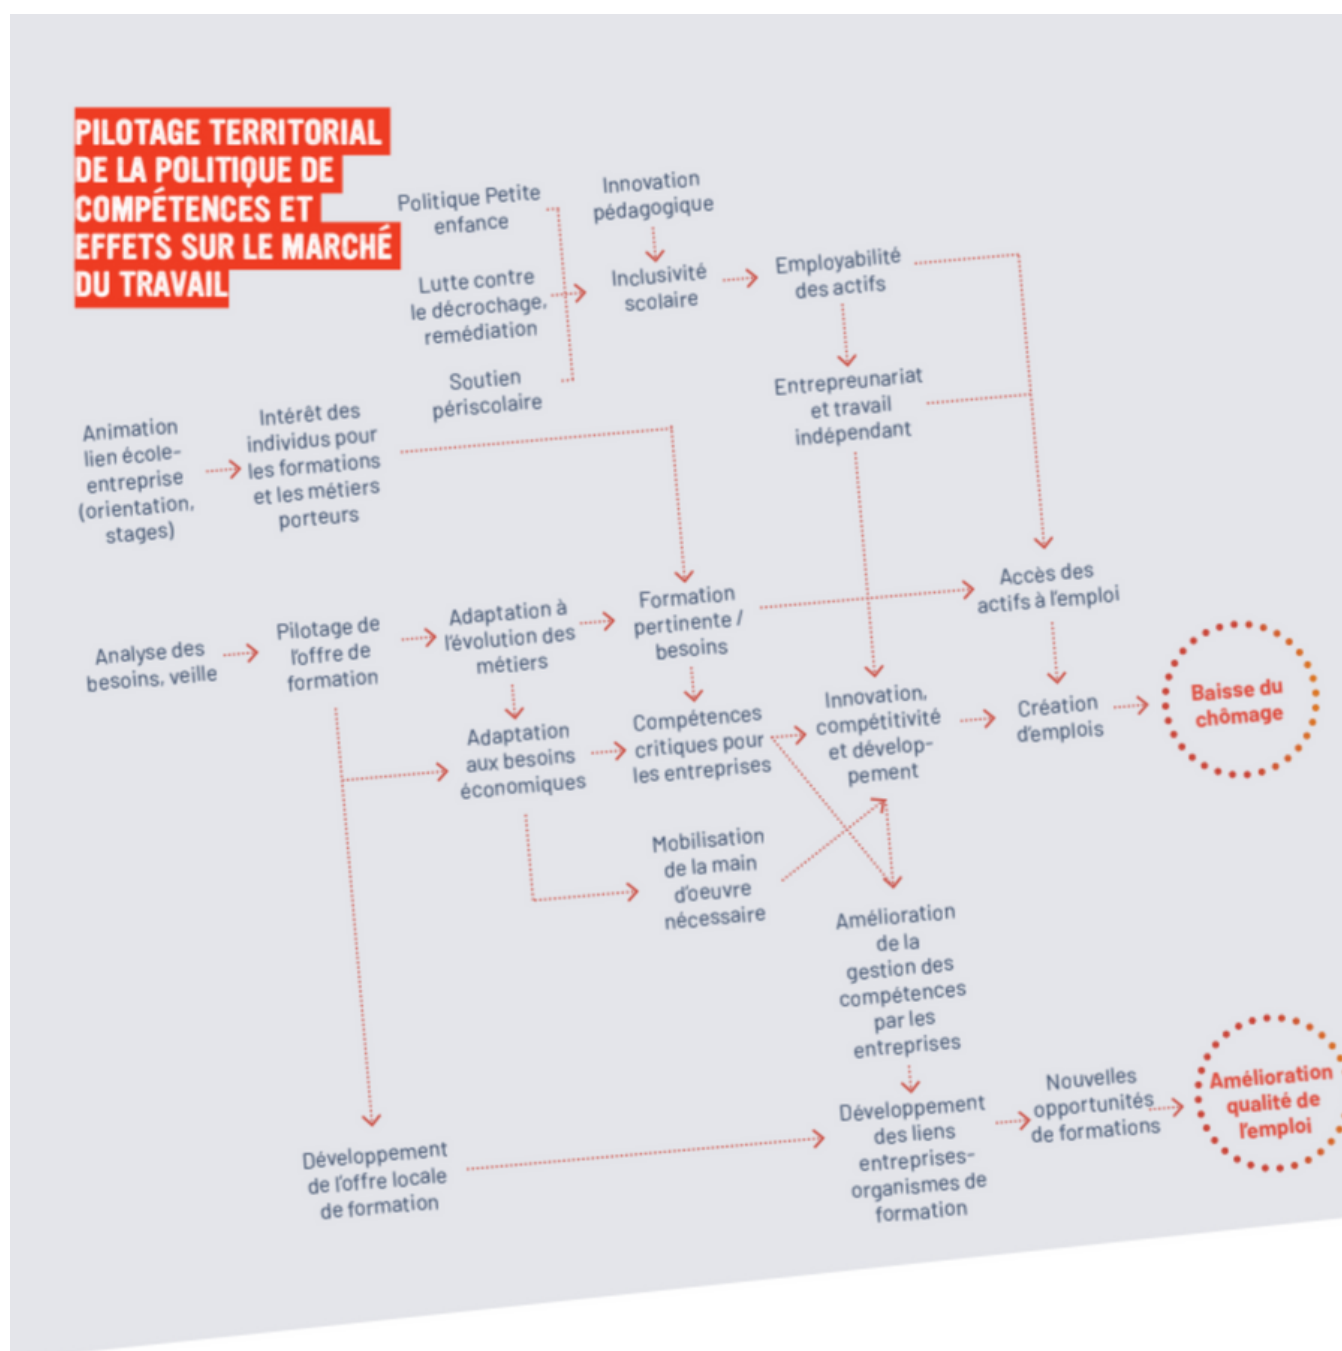 PILOTAGE TERRITORIAL
DE LA POLITIQUE DE
COMPÉTENCES ET
EFFETS SUR LE MARCHÉ
DU TRAVAIL
Politique Petite
enfance
Innovation
pédagogique
Lutte contre
le décrochage,
remédiation
Inclusivité
scolaire
Employabilité
des actifs
Soutien
périscolaire
Entrepreunariat
et travail
indépendant
Animation
lien école-
entreprise
(orientation,
stages)
Intérêt des
individus pour
les formations
et les métiers
porteurs
Analyse des
besoins, veille
Pilotage de
l'offre de
formation
Adaptation à
l'évolution des
métiers
Formation
pertinente /
besoins
Accès des
actifs à l'emploi
Adaptation
aux besoins
économiques
Compétences
critiques pour
les entreprises
Innovation,
compétitivité
et dévelop-
pement
Création
d'emplois
Baisse du
chômage
Mobilisation
de la main
d'oeuvre
nécessaire
Amélioration
de la
gestion des
compétences
par les
entreprises
Développement
de l'offre locale
de formation
Développement
des liens
entreprises-
organismes de
formation
Nouvelles
opportunités
de formations
Amélioration
qualité de
l'emploi